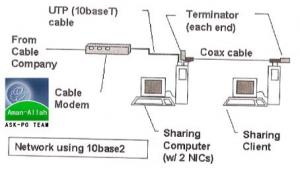 UTP (10baseT)
cable
Terminator
(each end)
From
Cable
Company
Coax cable
Cable
Modem
Aman-Allah
ASK-PC TEAM
Sharing
Computer
(w/ 2 NICs)
Sharing
Client
Network using 10base2